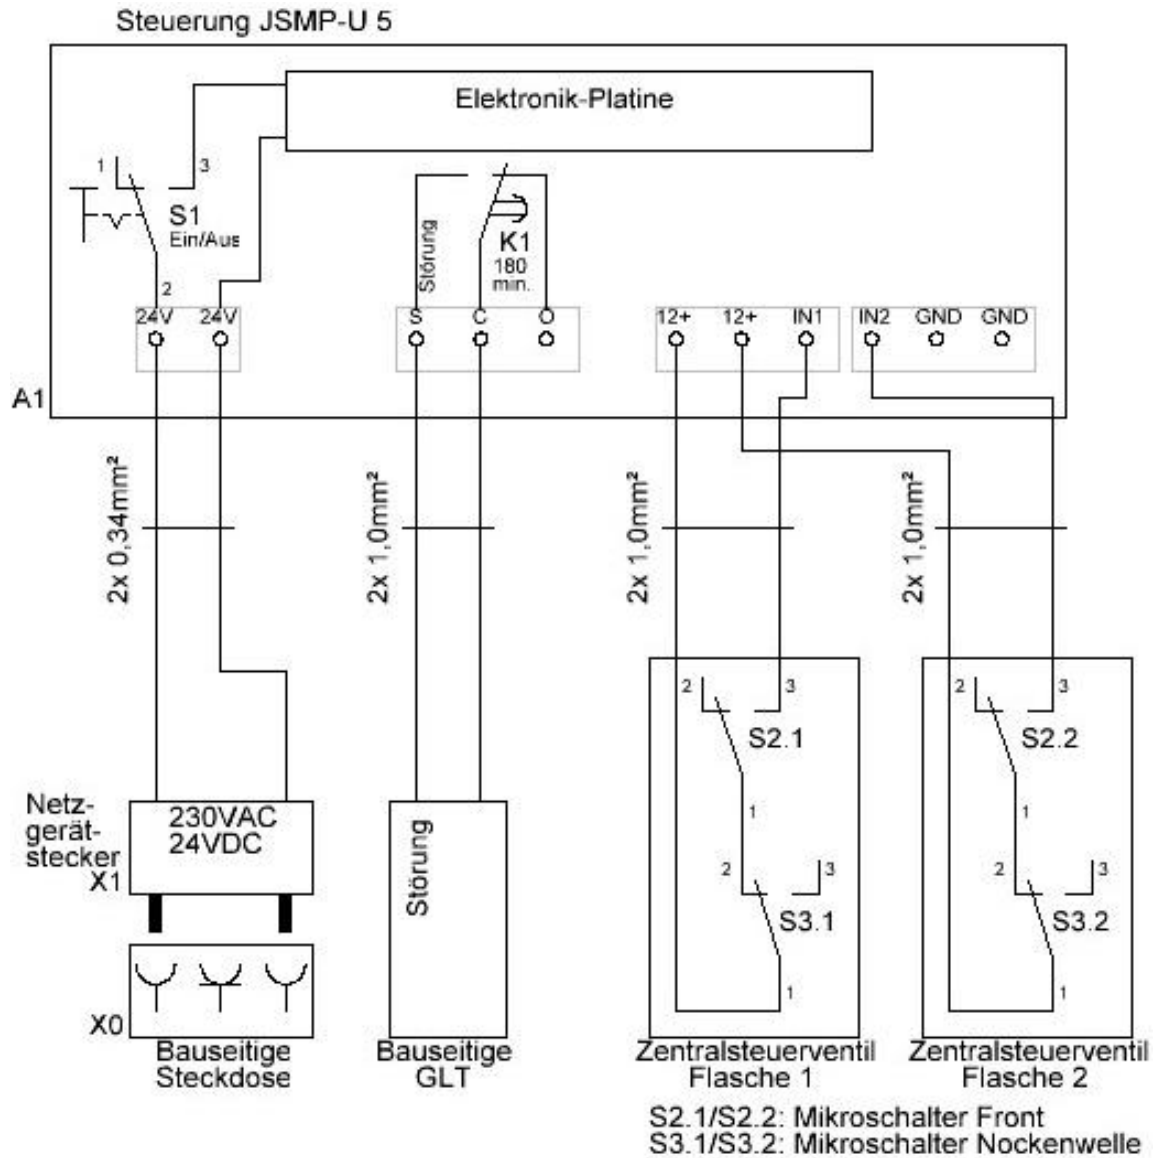 Steuerung JSMP-U 5
Elektronik-Platine
1
3
S1
Ein/Aus
2
Störung
K1
180
min.
24V
24V
S
C
O
12+
12+
IN1
IN2
GND
GND
A1
2x 0,34mm²
2x 1,0mm²
2x 1,0mm²
2x 1,0mm²
2
3
S2.1
1
2
3
S3.1
1
2
3
S2.2
1
2
3
S3.2
1
Netz-
gerät-
stecker
X1
230VAC
24VDC
Störung
X0
Bauseitige
Steckdose
Bauseitige
GLT
Zentralsteuerventil
Flasche 1
Zentralsteuerventil
Flasche 2
S2.1/S2.2: Mikroschalter Front
S3.1/S3.2: Mikroschalter Nockenwelle